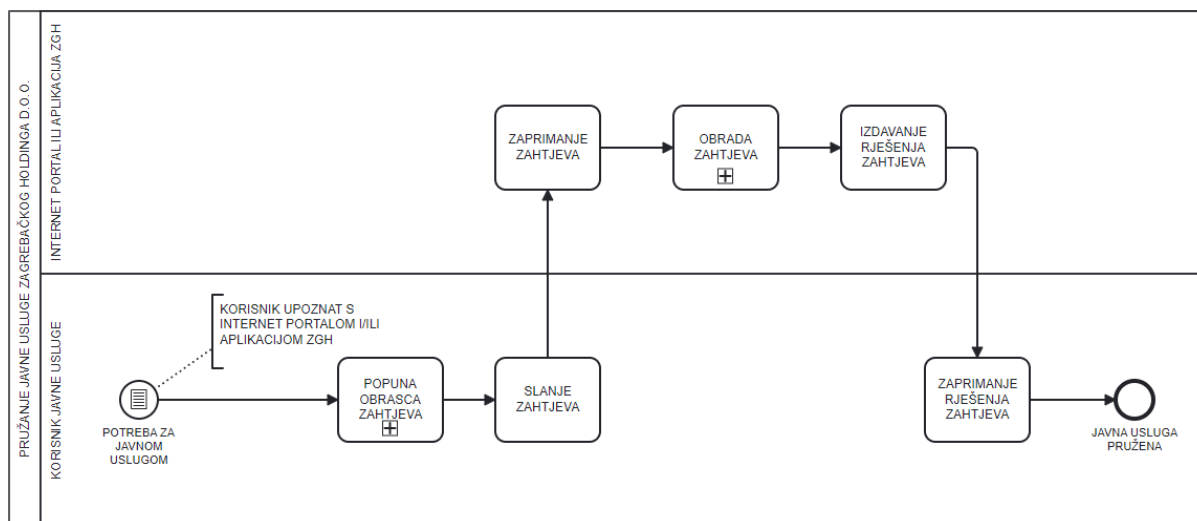 PRUŽANJE JAVNE USLUGE ZAGREBAČKOG HOLDINGA D.O.O.
INTERNET PORTAL ILI APLIKACIJA ZGH
ZAPRIMANJE
ZAHTJEVA
OBRADA
ZAHTJEVA
IZDAVANJE
RJEŠENJA
ZAHTJEVA
KORISNIK JAVNE USLUGE
KORISNIK UPOZNAT S
INTERNET PORTALOM I/ILI
APLIKACIJOM ZGH
POTREBA ZA
JAVNOM
USLUGOM
POPUNA
OBRASCA
ZAHTJEVA
SLANJE
ZAHTJEVA
ZAPRIMANJE
RJEŠENJA
ZAHTJEVA
JAVNA USLUGA
PRUŽENA